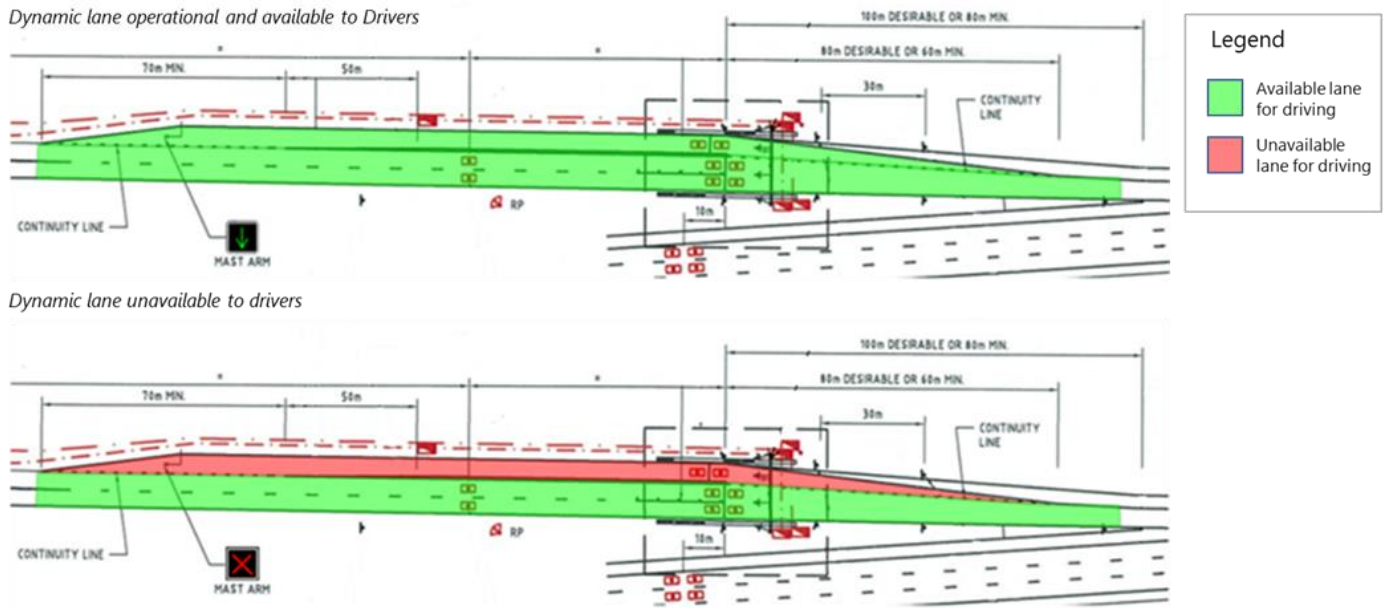 Dynamic lane operational and available to Drivers
100m DESIRABLE OR 80m MIN.
80m DESIRABLE OR 60m MIN.
70m MIN.
50m
30m
CONTINUITY
LINE
CONTINUITY LINE
MAST ARM
RP
10m
Legend
Available lane
for driving
Unavailable
lane for driving
Dynamic lane unavailable to drivers
100m DESIRABLE OR 80m MIN.
80m DESIRABLE OR 60m MIN.
70m MIN.
50m
30m
CONTINUITY
LINE
CONTINUITY LINE
MAST ARM
RP
10m